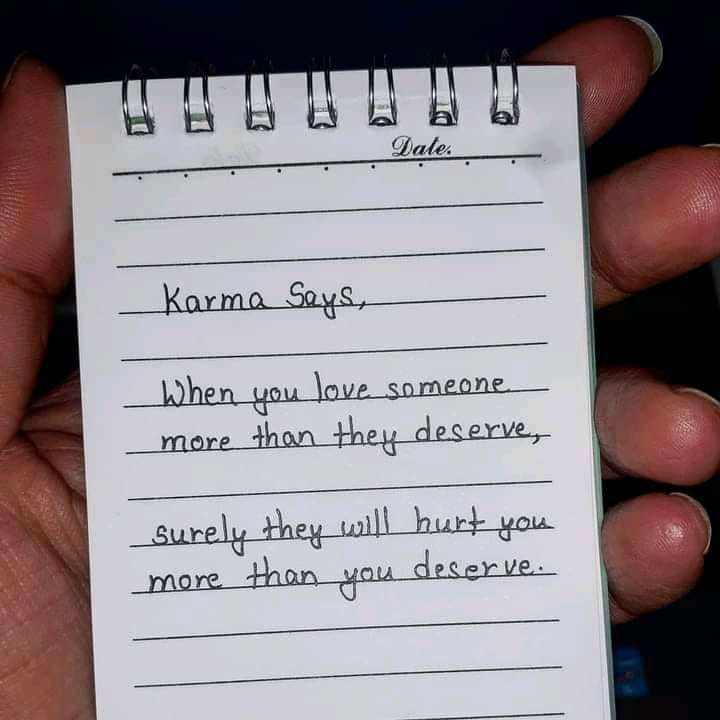 Date.
Karma Says,
When you love someone
more than they deserve,
surely they will hurt you
more than you deserve.